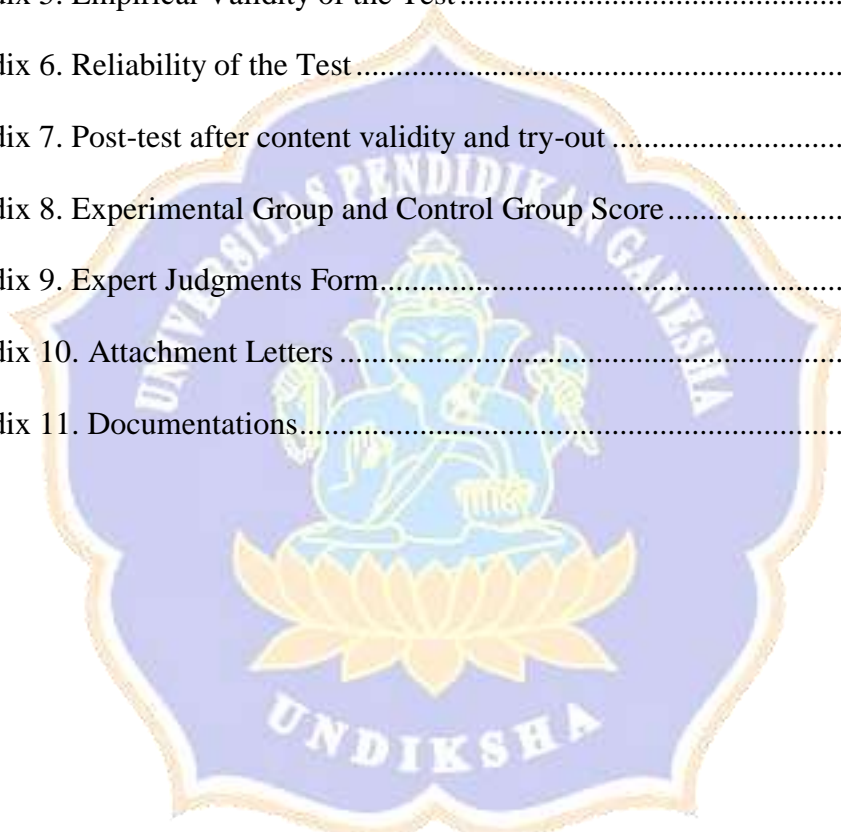 dix 5. Empirical Validity of the Test..........................................................
dix 6. Reliability of the Test........................................................................
dix 7. Post-test after content validity and try-out ...................................
dix 8. Experimental Group and Control Group Score..........................
dix 9. Expert Judgments Form....................................................................
dix 10. Attachment Letters ..........................................................................
dix 11. Documentations................................................................................
UNIVERSITAS PENDIDIKAN GANESHA
UNDIKSHA